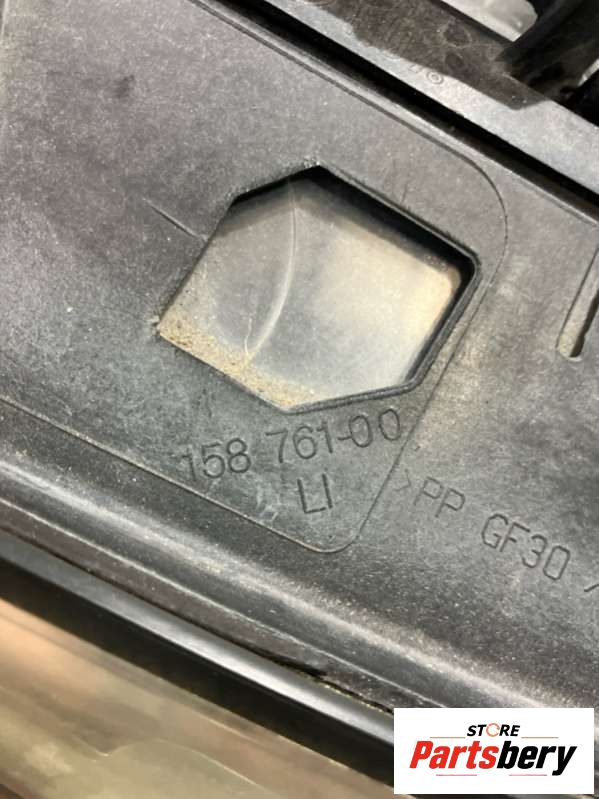 158 761-00
LI
>PP GF30
STORE
Partsbery